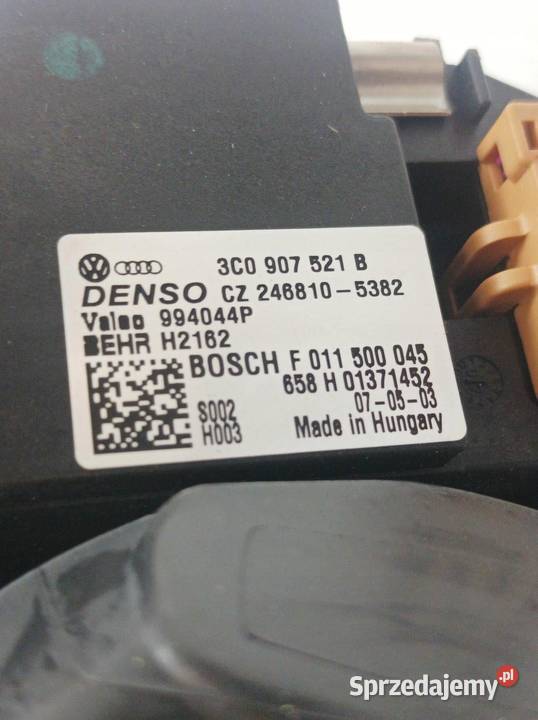 3C0 907 521 B
DENSO CZ 246810-5382
Valeo 994044P
BEHR H2162
BOSCH F 011 500 045
658 H 01371452
S002 07-05-03
H003 Made in Hungary
Sprzedajemy.pl